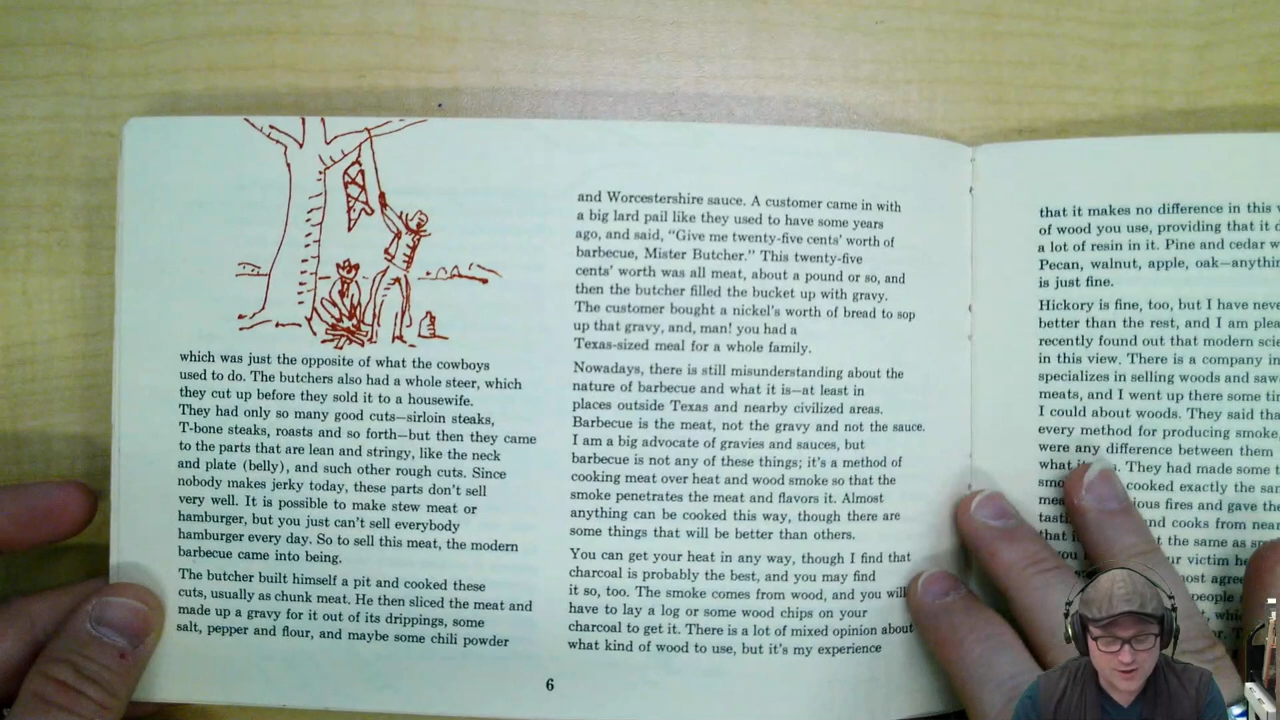 which was just the opposite of what the cowboys
used to do. The butchers also had a whole steer, which
they cut up before they sold it to a housewife.
They had only so many good cuts—sirloin steaks,
T-bone steaks, roasts and so forth—but then they came
to the parts that are lean and stringy, like the neck
and plate (belly), and such other rough cuts. Since
nobody makes jerky today, these parts don't sell
very well. It is possible to make stew meat or
hamburger, but you just can't sell everybody
hamburger every day. So to sell this meat, the modern
barbecue came into being.
The butcher built himself a pit and cooked these
cuts, usually as chunk meat. He then sliced the meat and
made up a gravy for it out of its drippings, some
salt, pepper and flour, and maybe some chili powder
and Worcestershire sauce. A customer came in with
a big lard pail like they used to have some years
ago, and said, “Give me twenty-five cents' worth of
barbecue, Mister Butcher.” This twenty-five
cents' worth was all meat, about a pound or so, and
then the butcher filled the bucket up with gravy.
The customer bought a nickel's worth of bread to sop
up that gravy, and, man! you had a
Texas-sized meal for a whole family.
Nowadays, there is still misunderstanding about the
nature of barbecue and what it is—at least in
places outside Texas and nearby civilized areas.
Barbecue is the meat, not the gravy and not the sauce.
I am a big advocate of gravies and sauces, but
barbecue is not any of these things; it's a method of
cooking meat over heat and wood smoke so that the
smoke penetrates the meat and flavors it. Almost
anything can be cooked this way, though there are
some things that will be better than others.
You can get your heat in any way, though I find that
charcoal is probably the best, and you may find
it so, too. The smoke comes from wood, and you will
have to lay a log or some wood chips on your
charcoal to get it. There is a lot of mixed opinion about
what kind of wood to use, but it's my experience
6
that it makes no difference in this
of wood you use, providing that it
a lot of resin in it. Pine and cedar
Pecan, walnut, apple, oak—
is just fine.
Hickory is fine, too, but I have
better than the rest, and I am
recently found out that modern
in this view. There is a company
specializes in selling woods and
meats, and I went up there some
I could about woods. They said
every method for producing smoke
were any difference between them
They had made some
cooked exactly the
fires and gave
and cooks from
the same as
victim
most
people